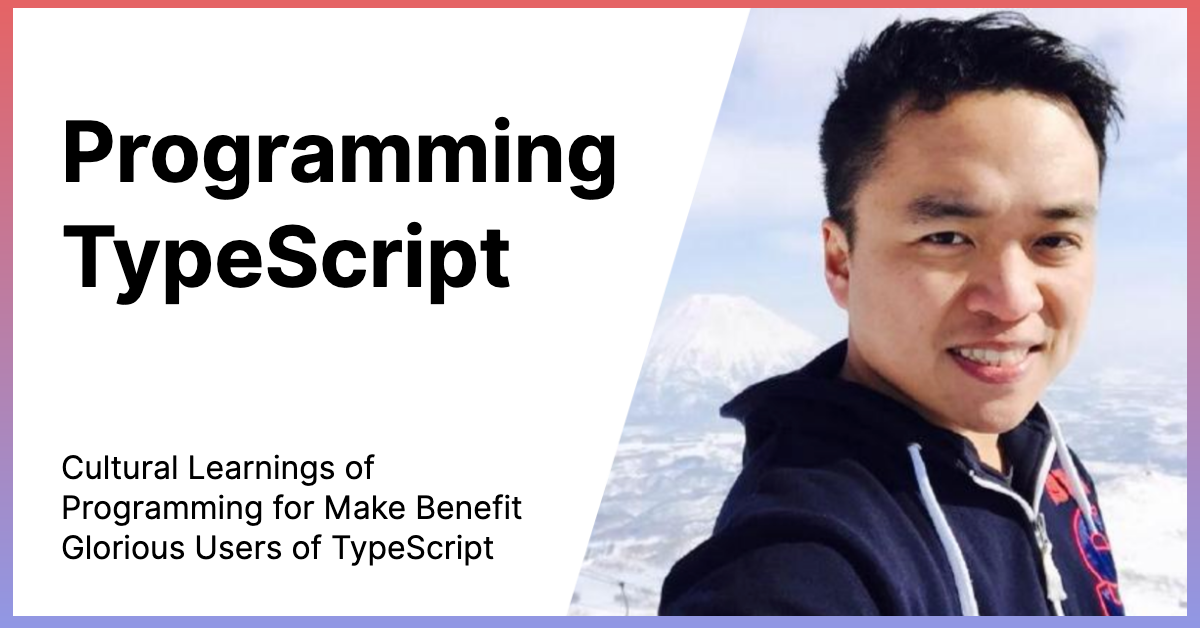 Programming
TypeScript
Cultural Learnings of
Programming for Make Benefit
Glorious Users of TypeScript